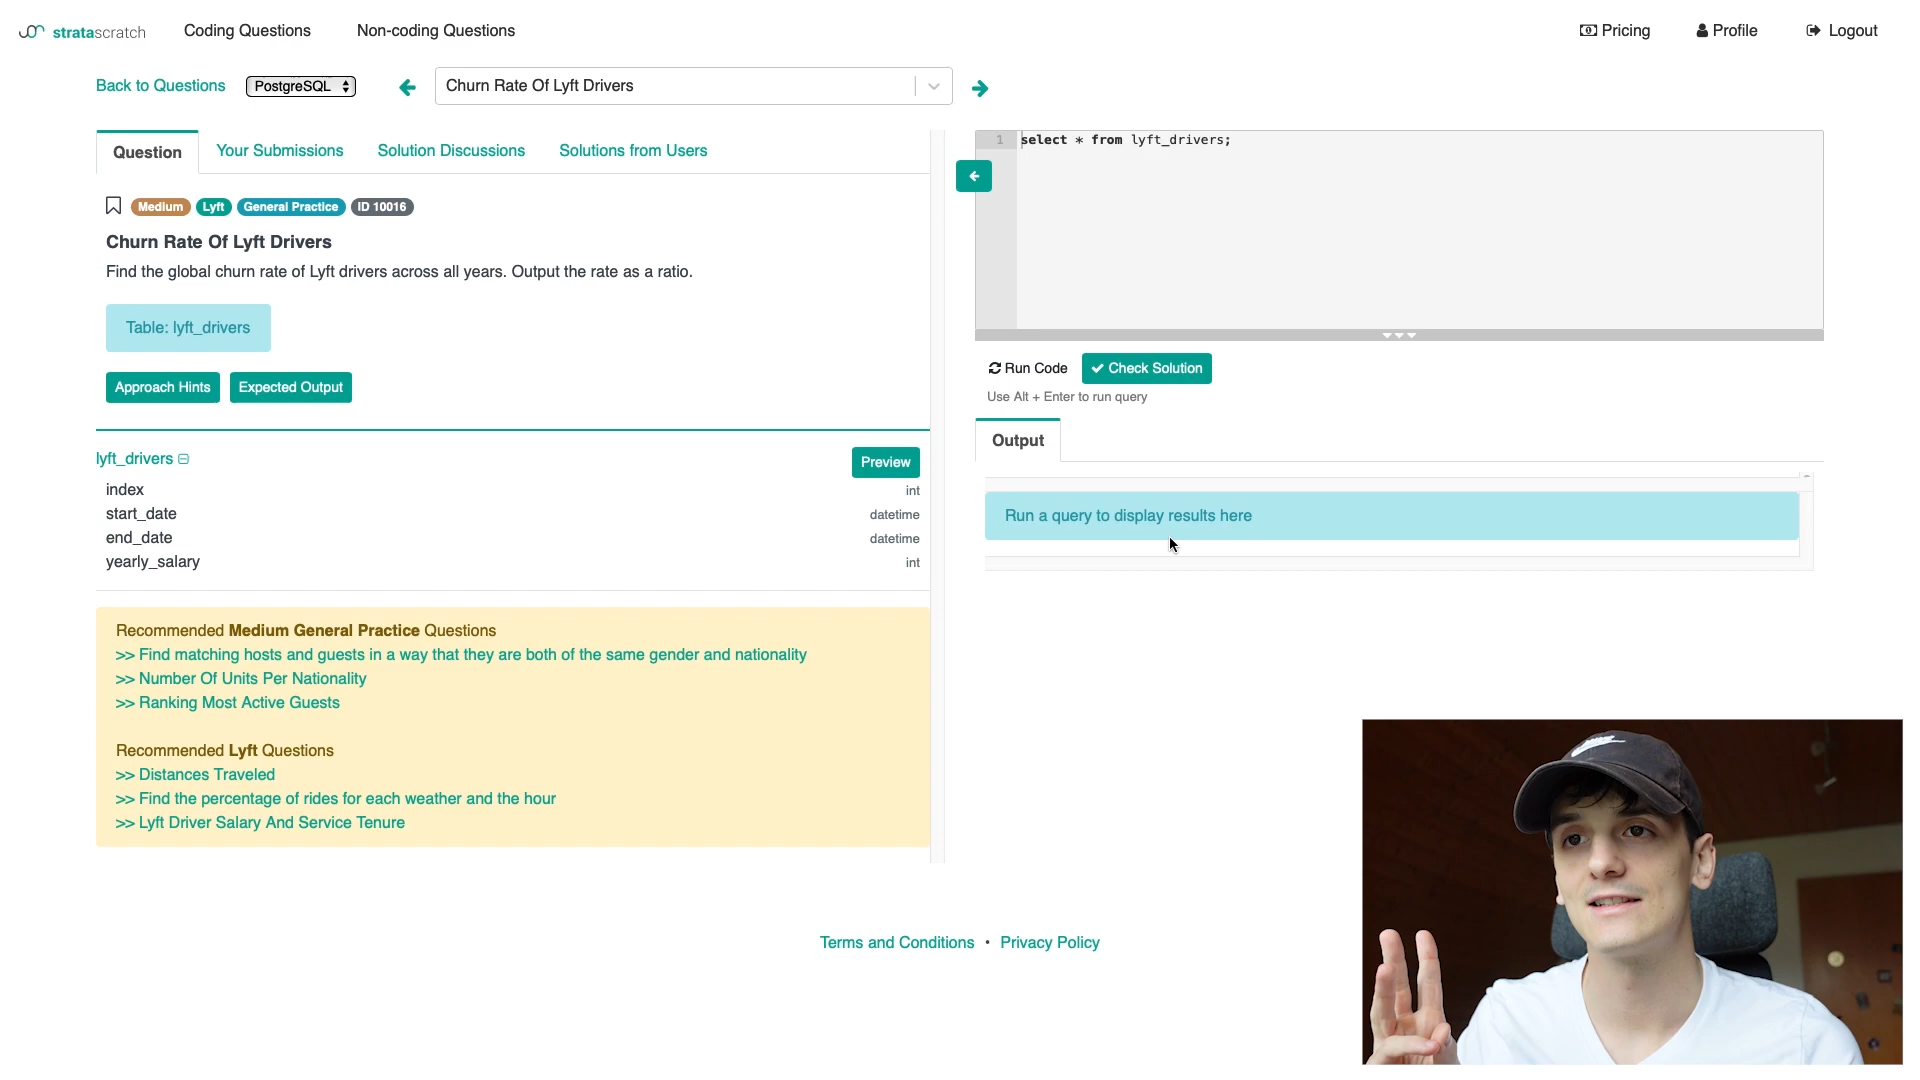 stratascratch
Coding Questions
Non-coding Questions
Pricing
Profile
Logout
Back to Questions
PostgreSQL
Churn Rate Of Lyft Drivers
Question
Your Submissions
Solution Discussions
Solutions from Users
Medium
Lyft
General Practice
ID 10016
Churn Rate Of Lyft Drivers
Find the global churn rate of Lyft drivers across all years. Output the rate as a ratio.
Table: lyft_drivers
Approach Hints
Expected Output
lyft_drivers
Preview
index int
start_date datetime
end_date datetime
yearly_salary int
Recommended Medium General Practice Questions
>> Find matching hosts and guests in a way that they are both of the same gender and nationality
>> Number Of Units Per Nationality
>> Ranking Most Active Guests
Recommended Lyft Questions
>> Distances Traveled
>> Find the percentage of rides for each weather and the hour
>> Lyft Driver Salary And Service Tenure
1 select * from lyft_drivers;
Run Code
Check Solution
Use Alt + Enter to run query
Output
Run a query to display results here
Terms and Conditions • Privacy Policy